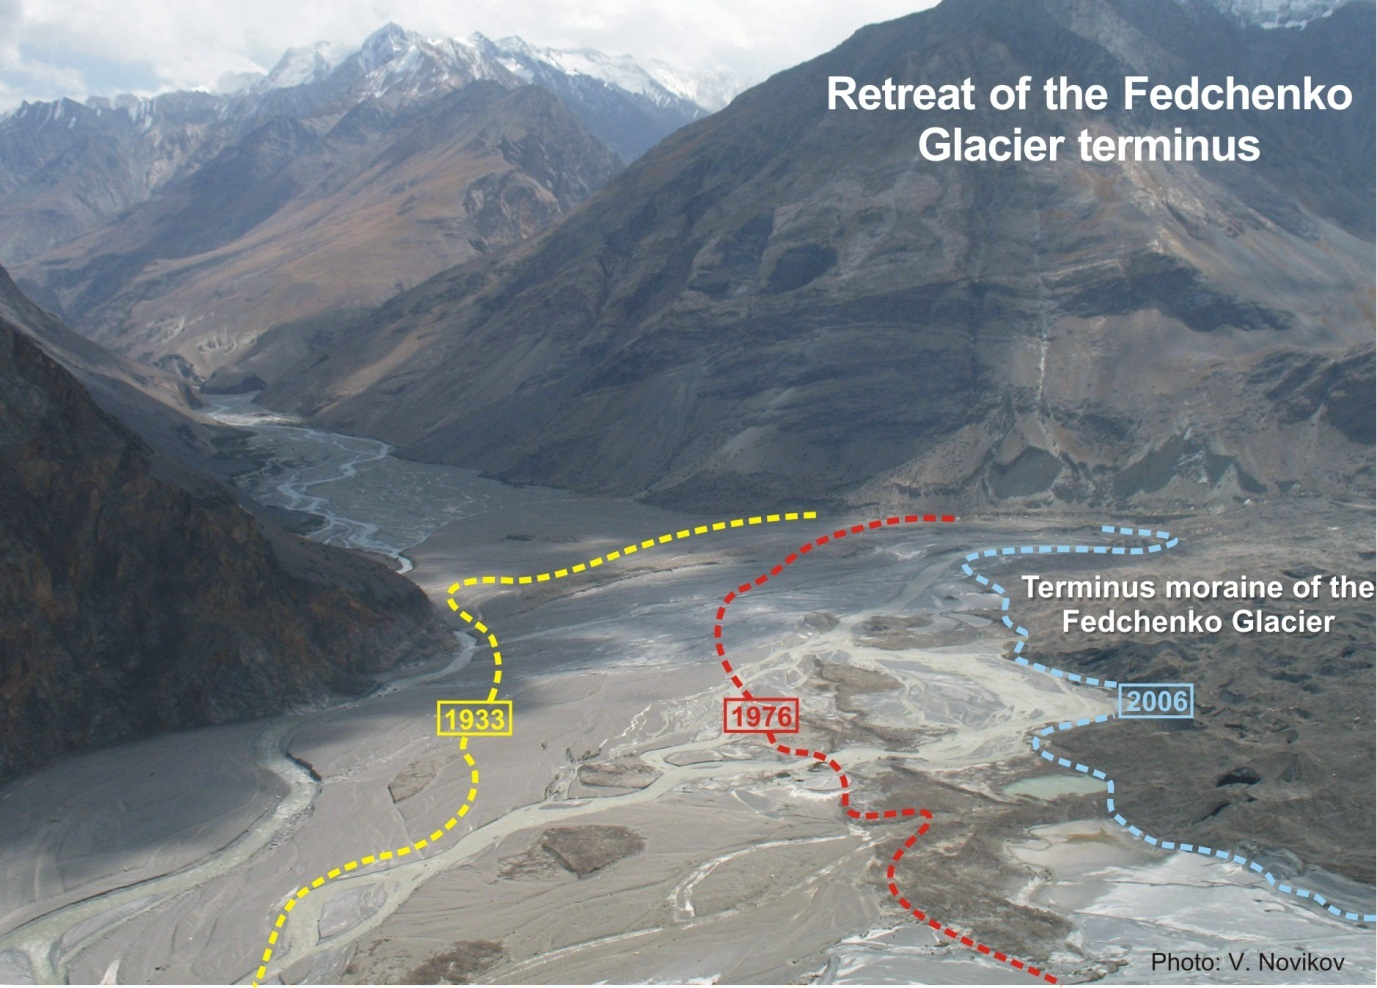 Retreat of the Fedchenko
Glacier terminus
Terminus moraine of the
Fedchenko Glacier
2006
1933
1976
Photo: V. Novikov